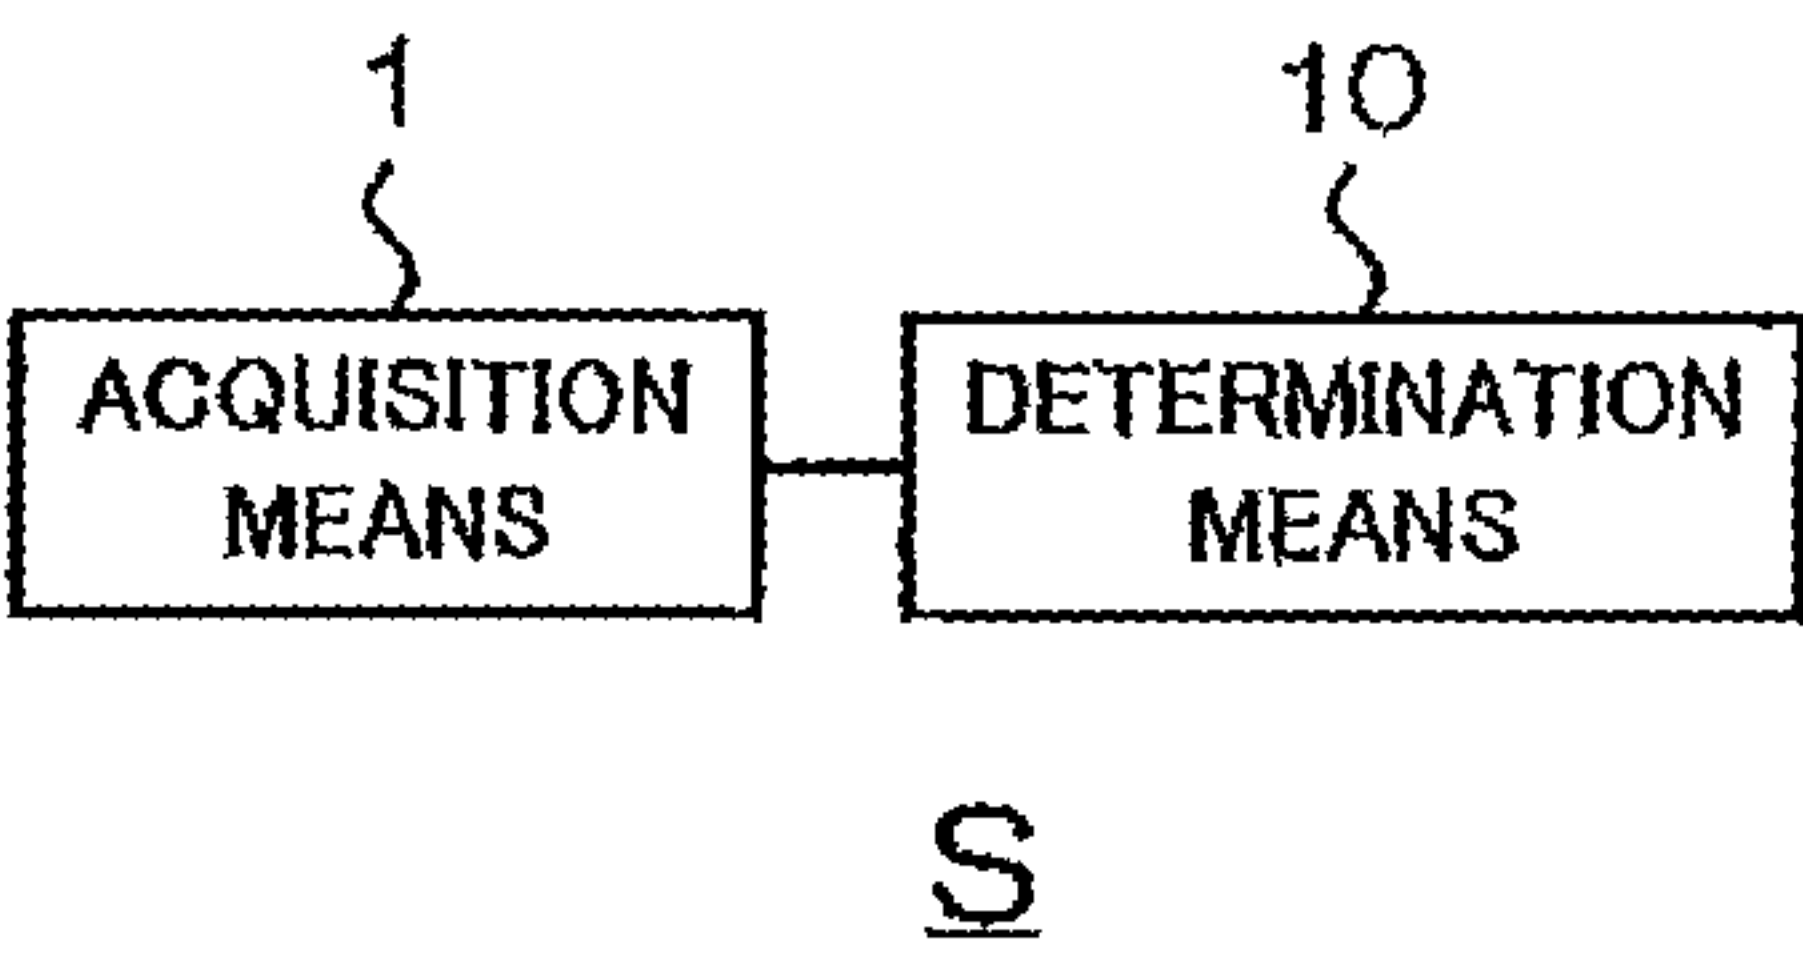 1
10
ACQUISITION
MEANS
DETERMINATION
MEANS
S